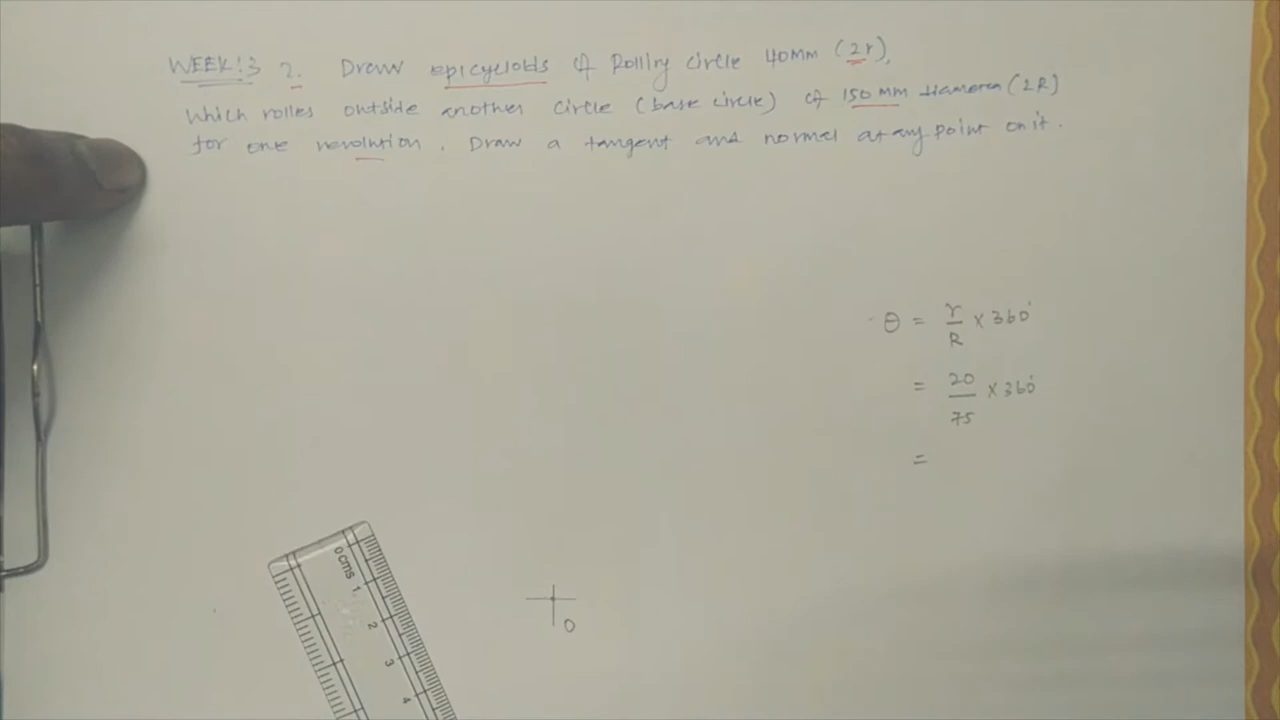 WEEK:3 2. Draw epicycloids of Rolling circle 40mm (2r),
which rolles outside another circle (base circle) of 150 mm diameter (2R)
for one revolution. Draw a tangent and normal at any point on it.
θ = r/R × 360°
= 20/75 × 360°
=
0 cms 1 2 3 4
O